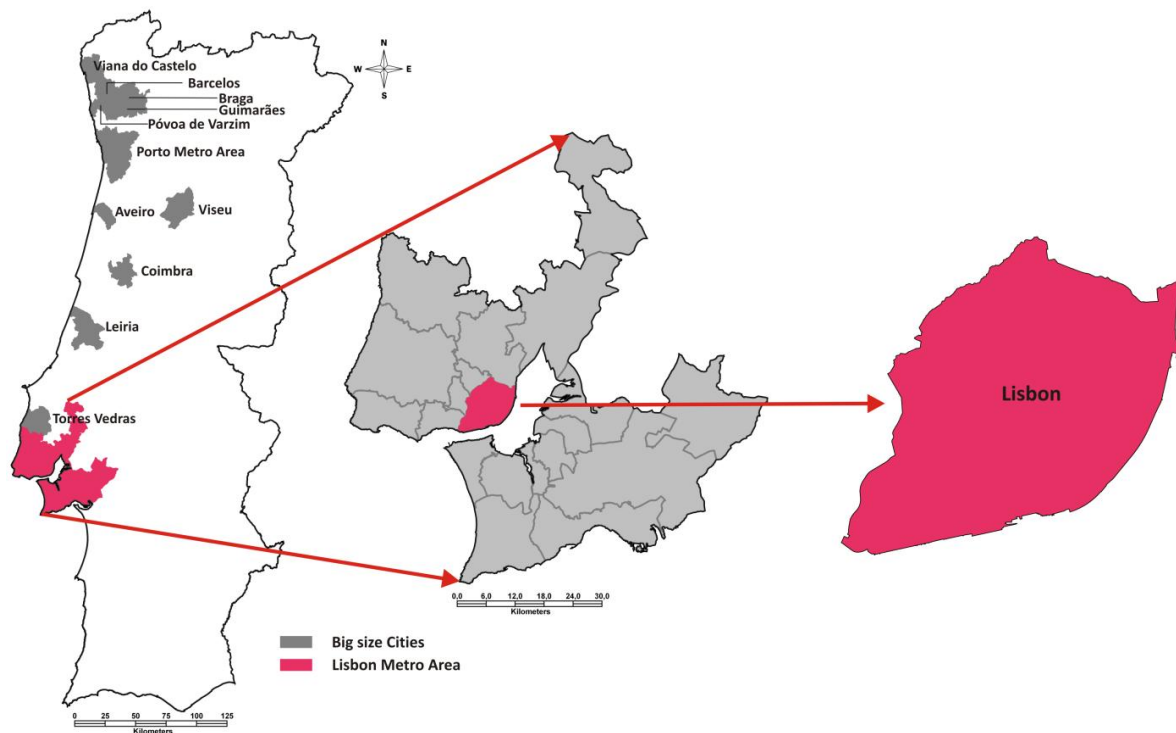 N
W E
S
Viana do Castelo
Barcelos
Braga
Guimarães
Póvoa de Varzim
Porto Metro Area
Aveiro
Viseu
Coimbra
Leiria
Torres Vedras
Lisbon
0,0 6,0 12,0 18,0 24,0 30,0
Kilometers
Big size Cities
Lisbon Metro Area
0 25 50 75 100 125
Kilometers